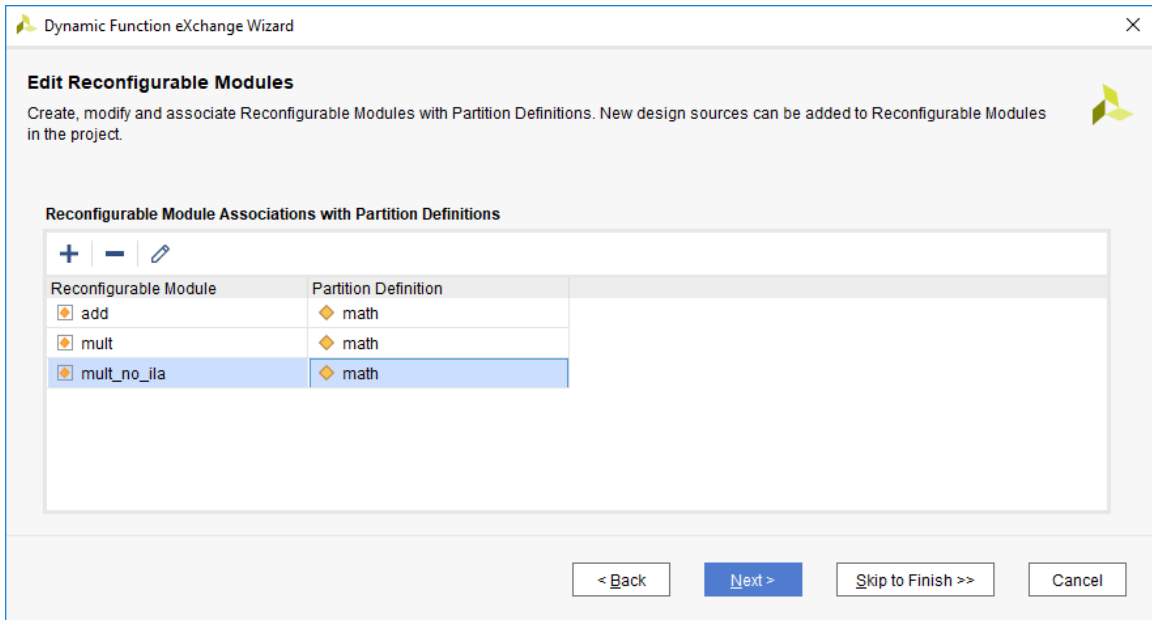 Dynamic Function eXchange Wizard
Edit Reconfigurable Modules
Create, modify and associate Reconfigurable Modules with Partition Definitions. New design sources can be added to Reconfigurable Modules
in the project.
Reconfigurable Module Associations with Partition Definitions
Reconfigurable Module Partition Definition
add math
mult math
mult_no_ila math
< Back Next > Skip to Finish >> Cancel